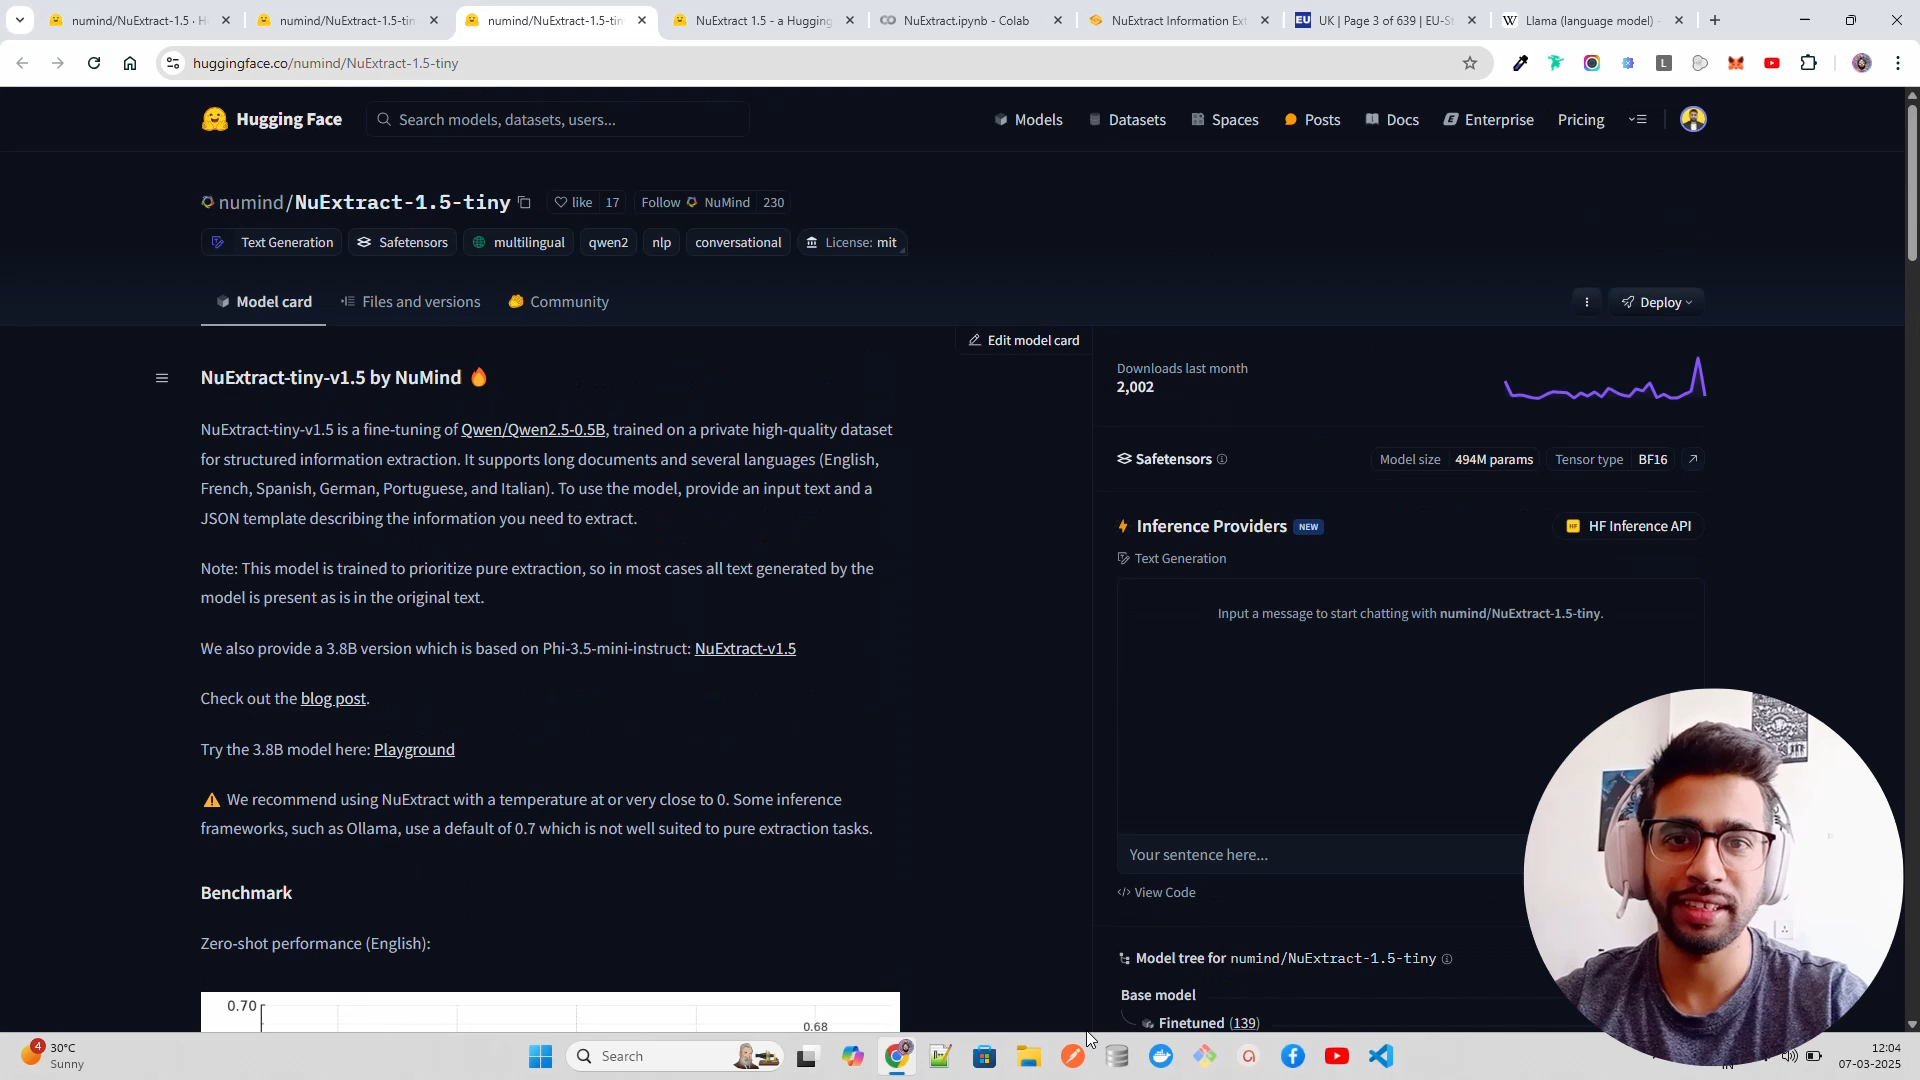 numind/NuExtract-1.5 · H
numind/NuExtract-1.5-tin
numind/NuExtract-1.5-tin
NuExtract 1.5 - a Hugging
NuExtract.ipynb - Colab
NuExtract Information Ext
EU UK | Page 3 of 639 | EU-St
W Llama (language model) -
huggingface.co/numind/NuExtract-1.5-tiny
Hugging Face
Search models, datasets, users...
Models
Datasets
Spaces
Posts
Docs
Enterprise
Pricing
numind/NuExtract-1.5-tiny
like 17
Follow NuMind 230
Text Generation
Safetensors
multilingual
qwen2
nlp
conversational
License: mit
Model card
Files and versions
Community
Deploy
Edit model card
NuExtract-tiny-v1.5 by NuMind 🔥
NuExtract-tiny-v1.5 is a fine-tuning of Qwen/Qwen2.5-0.5B, trained on a private high-quality dataset
for structured information extraction. It supports long documents and several languages (English,
French, Spanish, German, Portuguese, and Italian). To use the model, provide an input text and a
JSON template describing the information you need to extract.
Note: This model is trained to prioritize pure extraction, so in most cases all text generated by the
model is present as is in the original text.
We also provide a 3.8B version which is based on Phi-3.5-mini-instruct: NuExtract-v1.5
Check out the blog post.
Try the 3.8B model here: Playground
⚠️ We recommend using NuExtract with a temperature at or very close to 0. Some inference
frameworks, such as Ollama, use a default of 0.7 which is not well suited to pure extraction tasks.
Benchmark
Zero-shot performance (English):
0.70
0.68
Downloads last month
2,002
Safetensors
Model size 494M params
Tensor type BF16
Inference Providers NEW
HF Inference API
Text Generation
Input a message to start chatting with numind/NuExtract-1.5-tiny.
Your sentence here...
</> View Code
Model tree for numind/NuExtract-1.5-tiny
Base model
Finetuned (139)
4
30°C
Sunny
Search
IN
12:04
07-03-2025